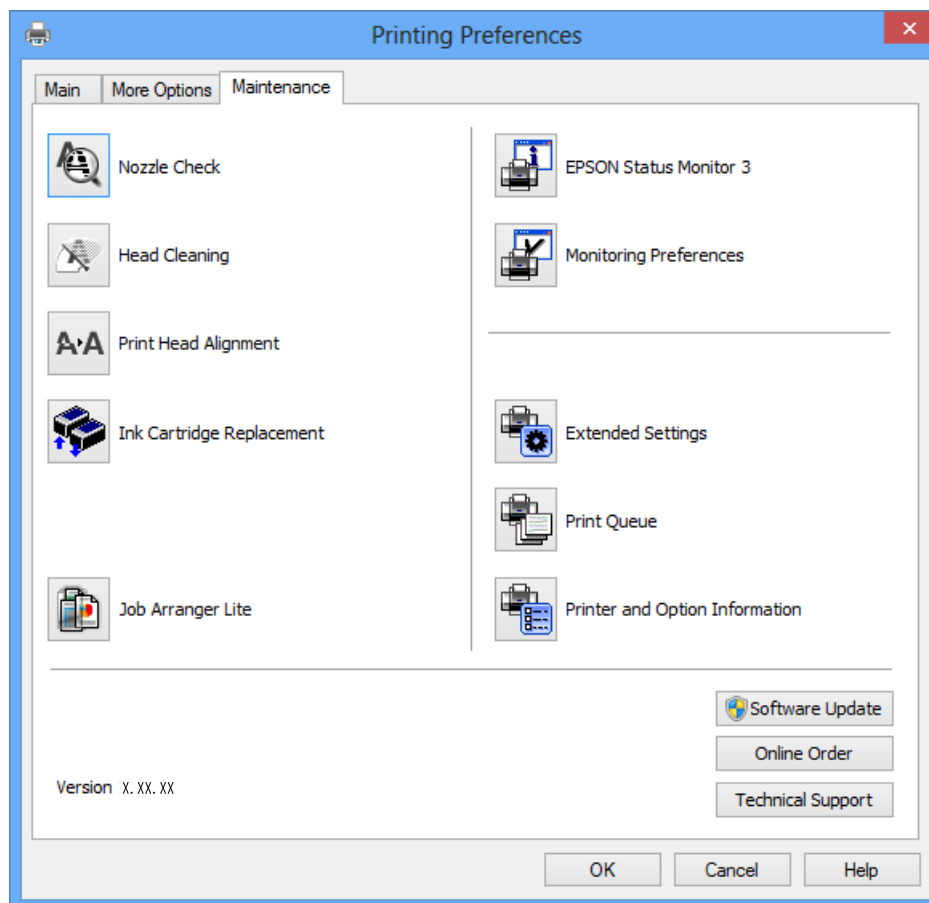 Printing Preferences
Main
More Options
Maintenance
Nozzle Check
Head Cleaning
Print Head Alignment
Ink Cartridge Replacement
Job Arranger Lite
EPSON Status Monitor 3
Monitoring Preferences
Extended Settings
Print Queue
Printer and Option Information
Software Update
Online Order
Technical Support
Version X.XX.XX
OK
Cancel
Help